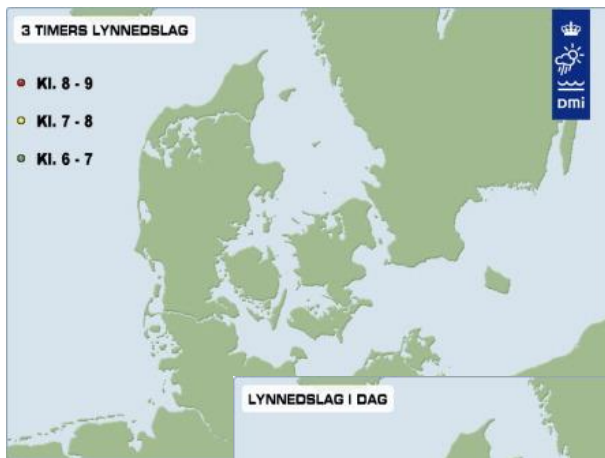 3 TIMERS LYNNEDSLAG
Kl. 8 - 9
Kl. 7 - 8
Kl. 6 - 7
DMi
LYNNEDSLAG I DAG